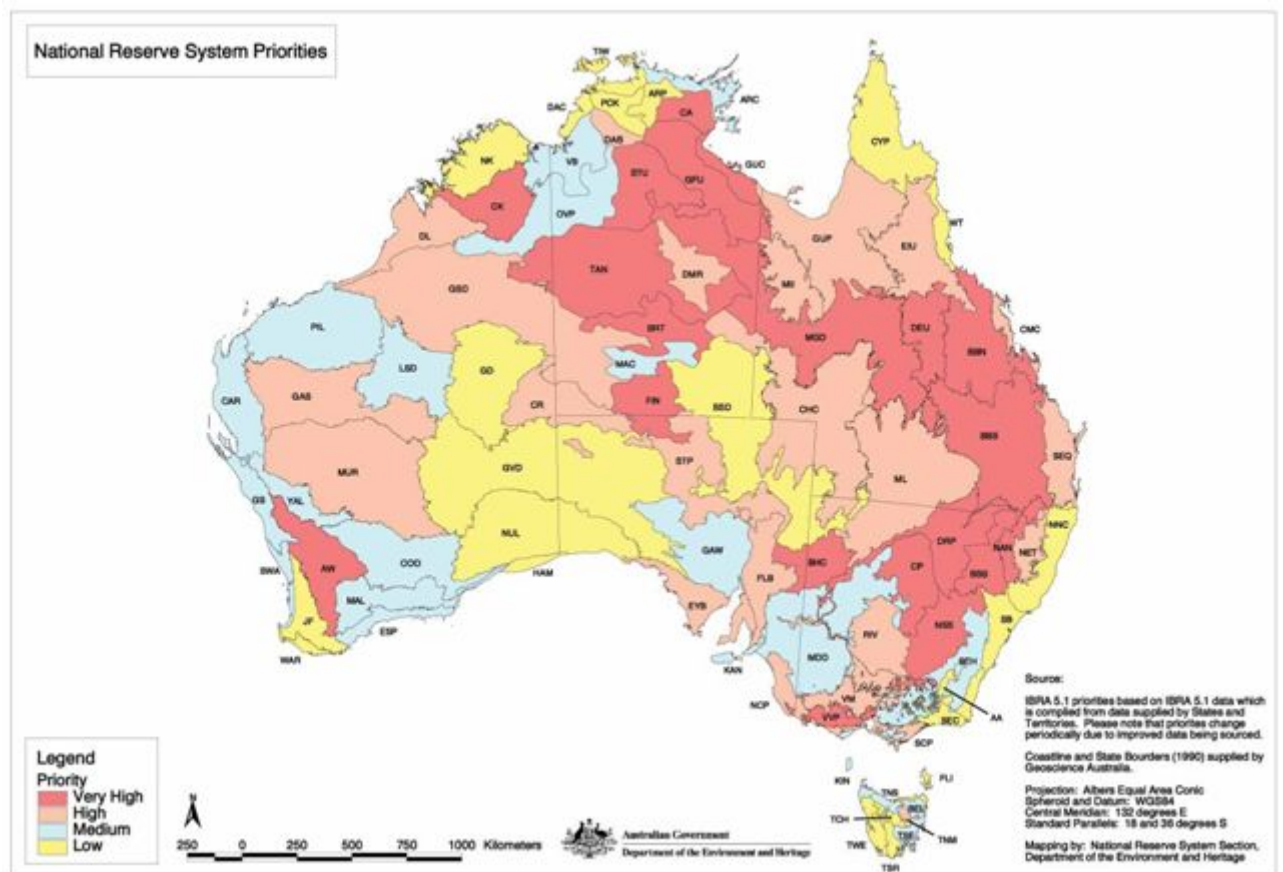 National Reserve System Priorities
TIW
DAC
PCK
ARP
ARC
CA
DAB
NK
VB
STU
GFU
GUC
CYP
CK
OVP
WT
DL
GUP
EIU
TAN
DMR
MII
GSD
PIL
BRT
MGD
DEU
BBN
CMC
LSD
GD
MAC
CAR
GAS
CR
FIN
SSD
CHC
BBS
SEQ
MUR
GVD
STP
ML
GS
YAL
NUL
GAW
NNC
DRP
NAN
NET
SWA
AW
COO
HAM
FLB
BHC
CP
BBS
MAL
EYB
JF
ESP
RIV
NSS
SB
WAR
KAN
MDD
SEH
NCP
VM
VVP
SEC
AA
SCP
KIN
FLI
TNS
BEL
TCH
TNM
TWE
TSE
TSR
Source:
IBRA 5.1 priorities based on IBRA 5.1 data which
is compiled from data supplied by States and
Territories. Please note that priorites change
periodically due to improved data being sourced.
Coastline and State Bourders (1990) supplied by
Geoscience Australia.
Projection: Albers Equal Area Conic
Spheroid and Datum: WGS84
Central Meridian: 132 degrees E
Standard Parallels: 18 and 36 degrees S
Mapping by: National Reserve System Section,
Department of the Environment and Heritage
Legend
Priority
Very High
High
Medium
Low
N
250 0 250 500 750 1000 Kilometers
Australian Government
Department of the Environment and Heritage